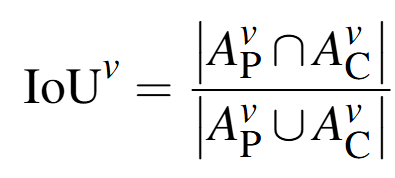 IoU^v = |A_P^v ∩ A_C^v| / |A_P^v ∪ A_C^v|